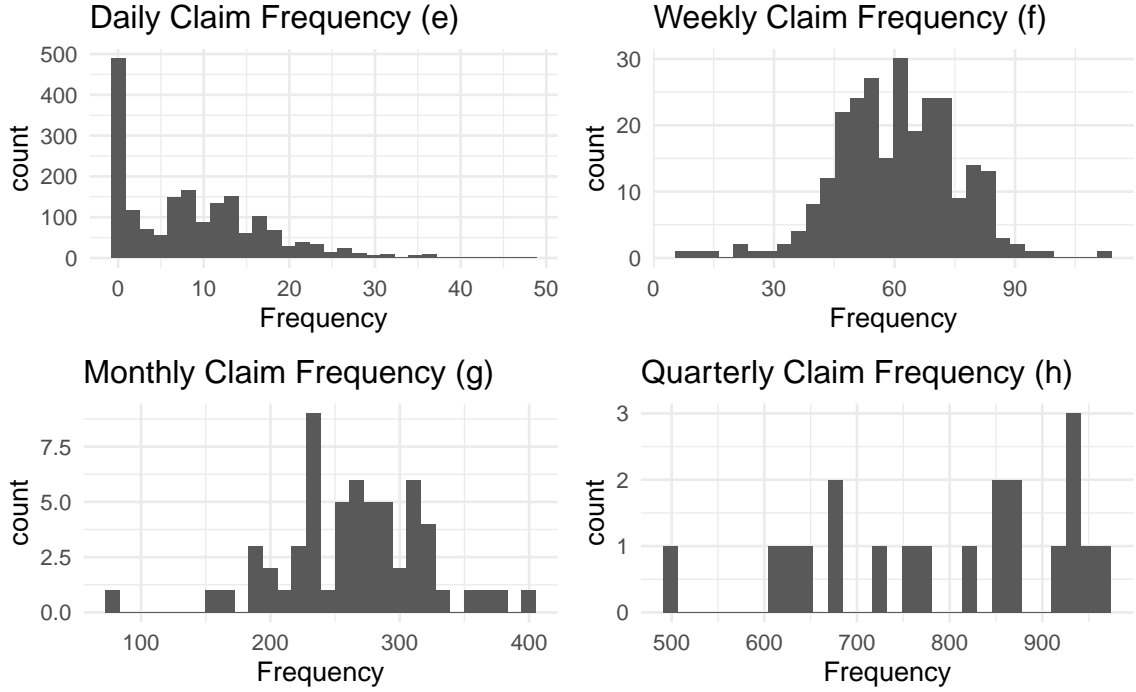 Daily Claim Frequency (e)
500
400
300
200
100
0
count
0 10 20 30 40 50
Frequency
Weekly Claim Frequency (f)
30
20
10
0
count
0 30 60 90
Frequency
Monthly Claim Frequency (g)
7.5
5.0
2.5
0.0
count
100 200 300 400
Frequency
Quarterly Claim Frequency (h)
3
2
1
0
count
500 600 700 800 900
Frequency